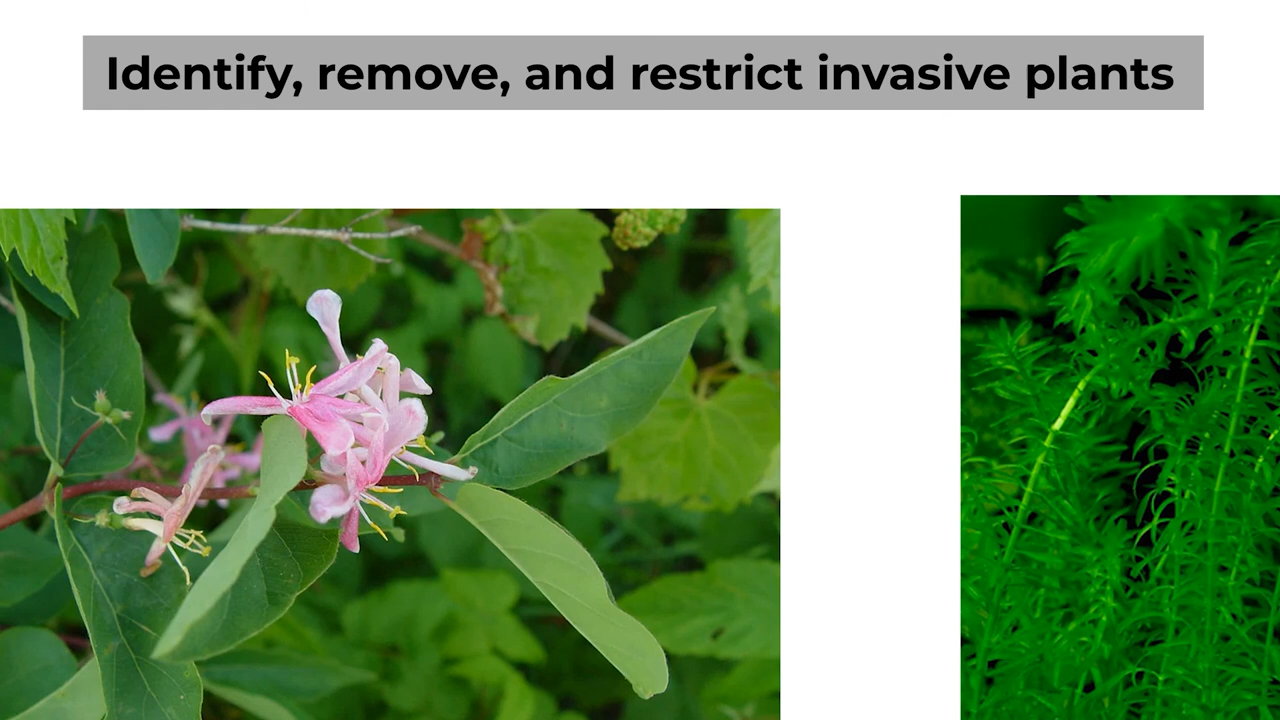 Identify, remove, and restrict invasive plants